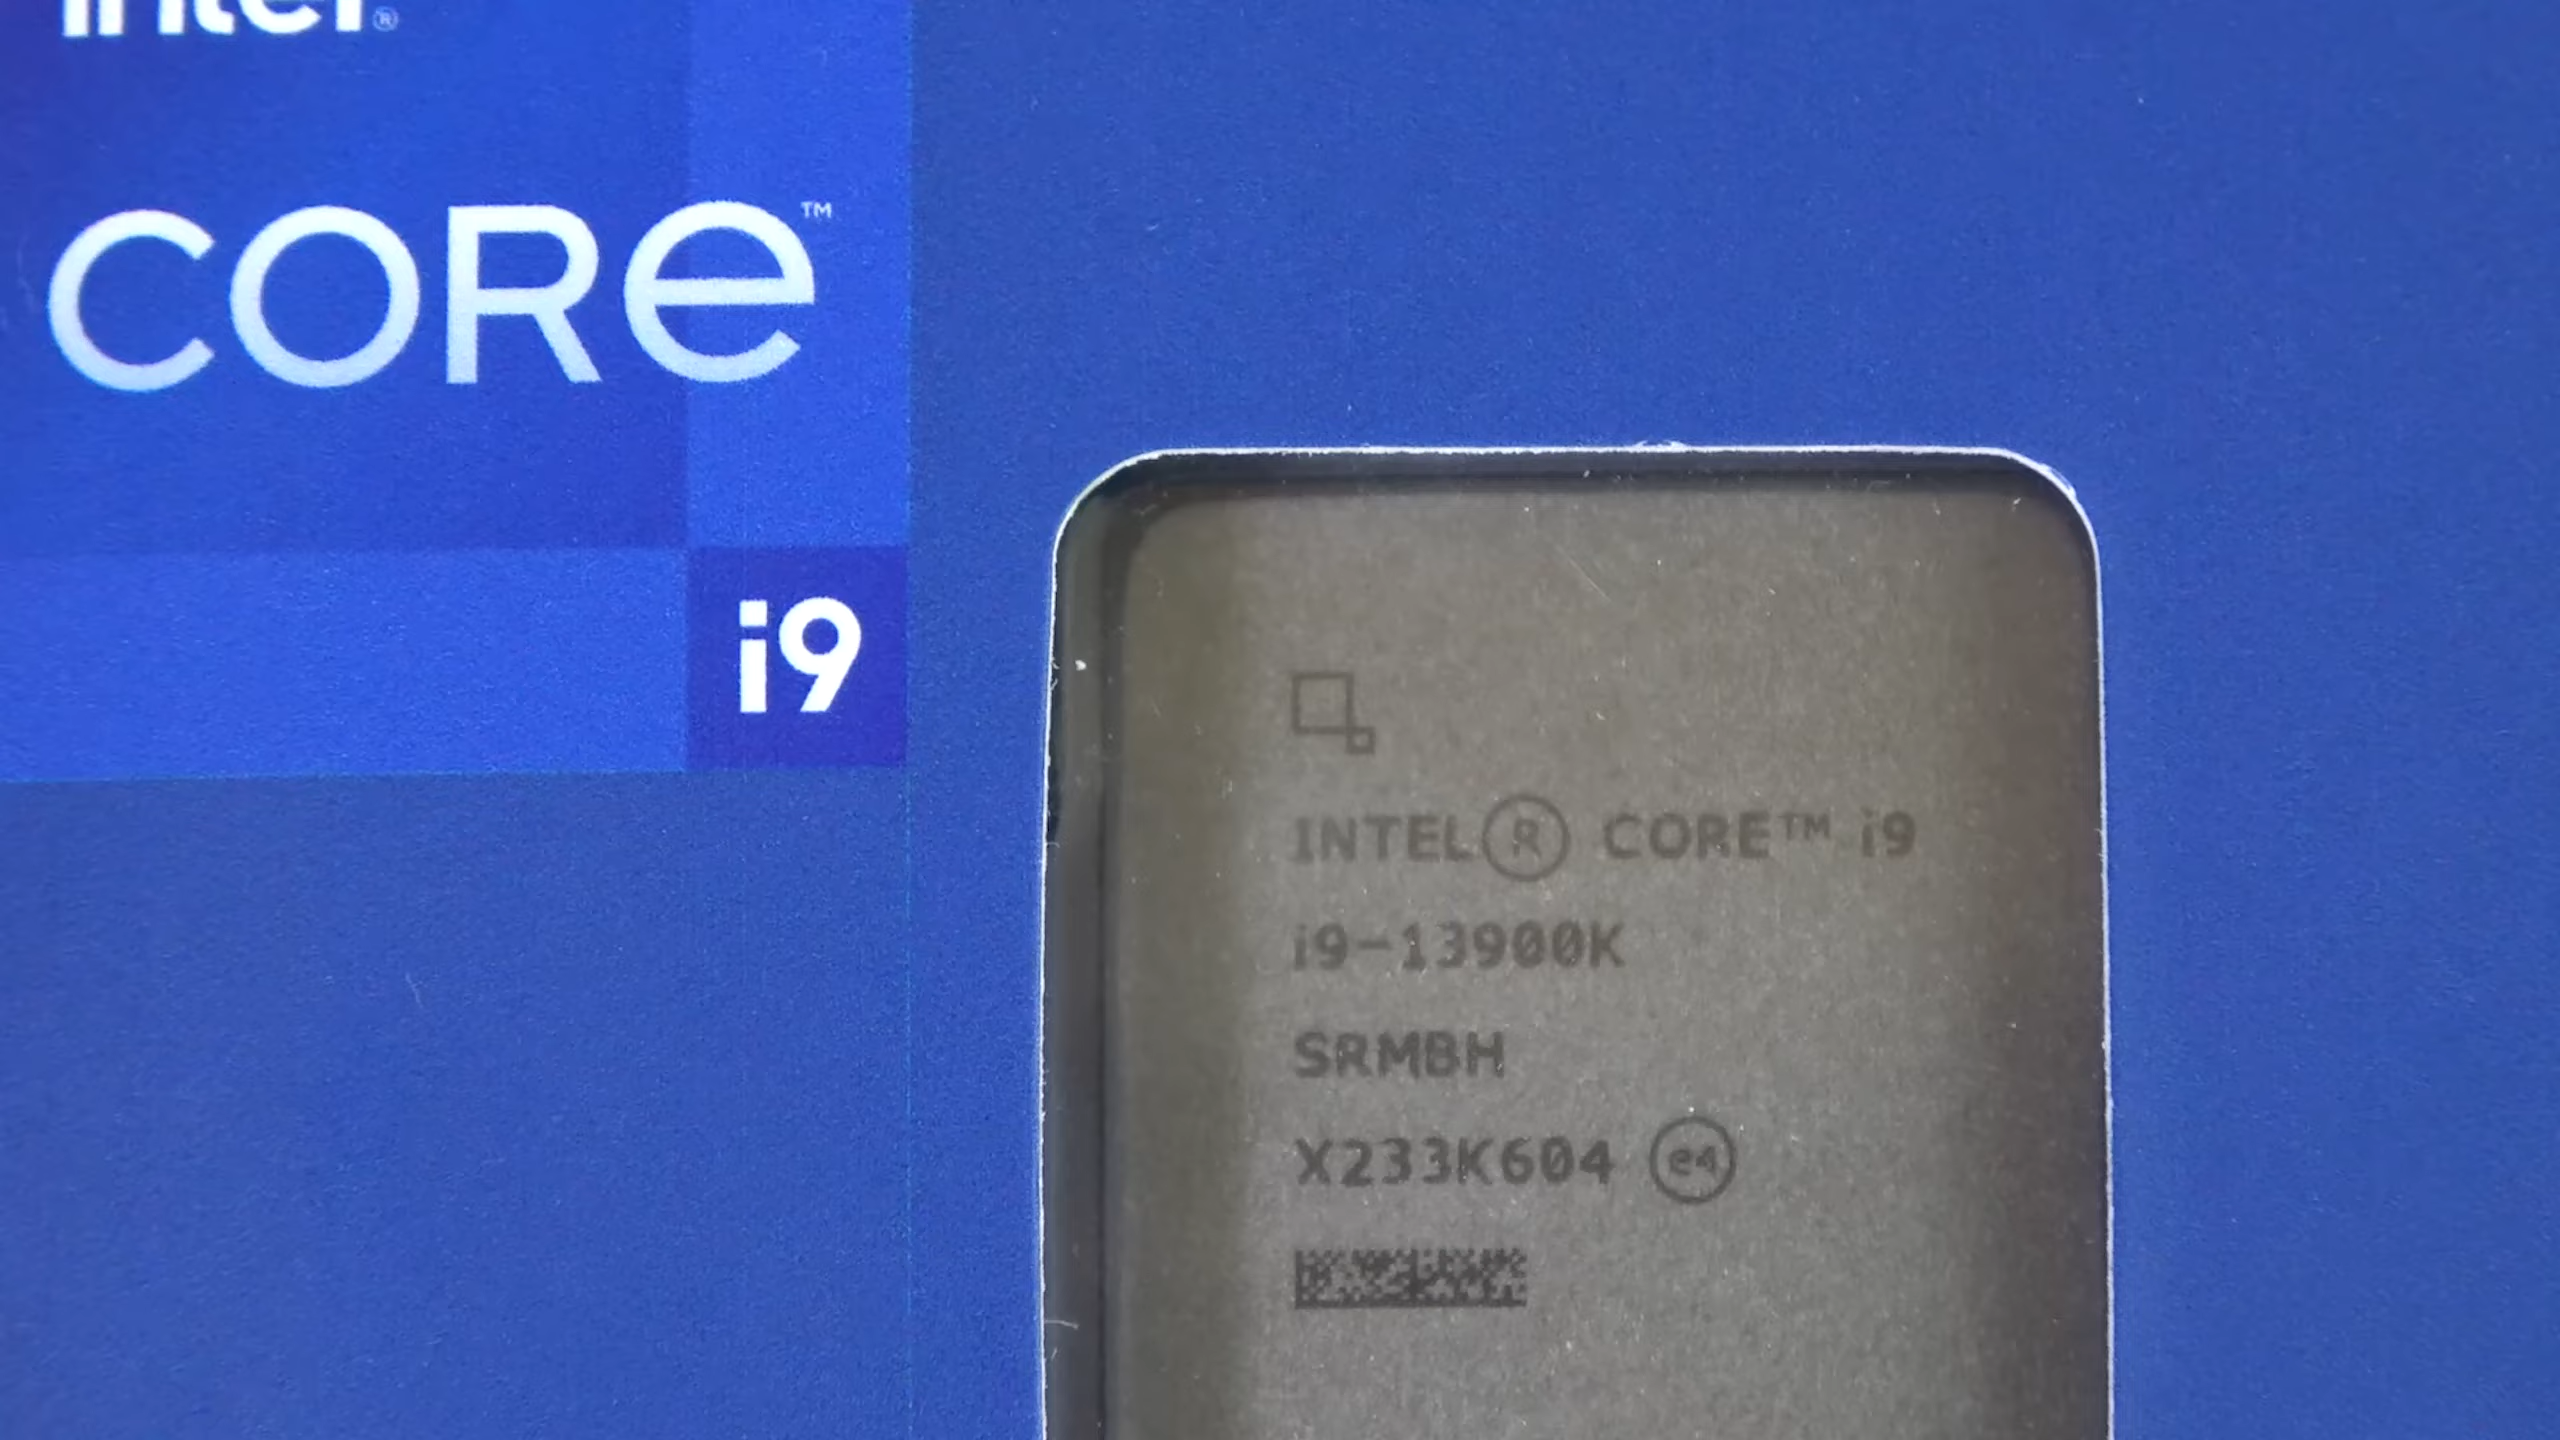 intel®
CORE™
i9
INTEL® CORE™ i9
i9-13900K
SRMBH
X233K604 e4